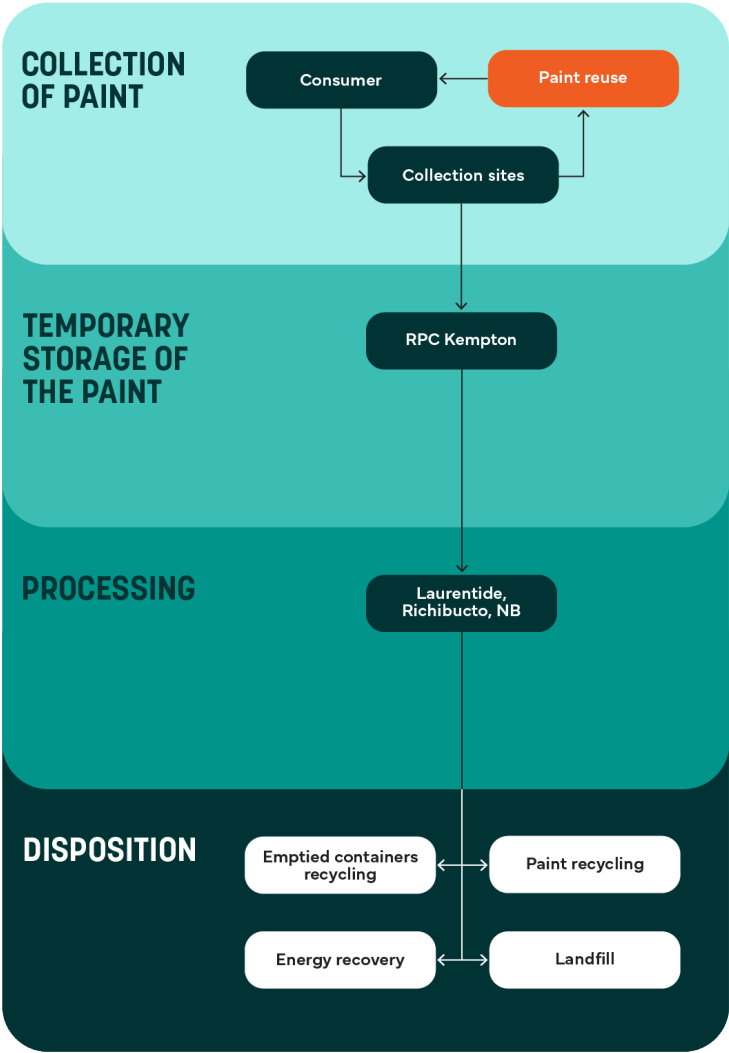 COLLECTION
OF PAINT
Consumer
Paint reuse
Collection sites
TEMPORARY
STORAGE OF
THE PAINT
RPC Kempton
PROCESSING
Laurentide,
Richibucto, NB
DISPOSITION
Emptied containers
recycling
Paint recycling
Energy recovery
Landfill